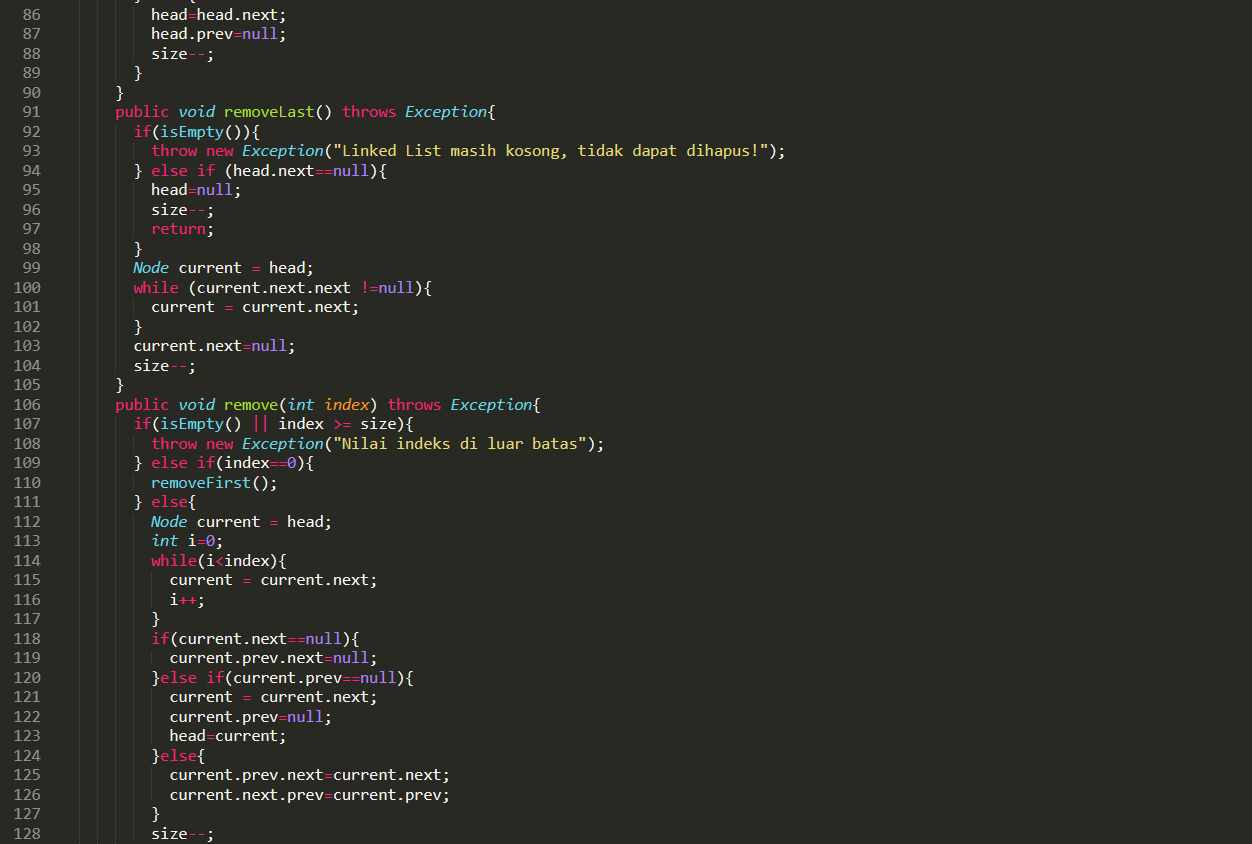 86 head=head.next;
87 head.prev=null;
88 size--;
89 }
90 }
91 public void removeLast() throws Exception{
92 if(isEmpty()){
93 throw new Exception("Linked List masih kosong, tidak dapat dihapus!");
94 } else if (head.next==null){
95 head=null;
96 size--;
97 return;
98 }
99 Node current = head;
100 while (current.next.next !=null){
101 current = current.next;
102 }
103 current.next=null;
104 size--;
105 }
106 public void remove(int index) throws Exception{
107 if(isEmpty() || index >= size){
108 throw new Exception("Nilai indeks di luar batas");
109 } else if(index==0){
110 removeFirst();
111 } else{
112 Node current = head;
113 int i=0;
114 while(i<index){
115 current = current.next;
116 i++;
117 }
118 if(current.next==null){
119 current.prev.next=null;
120 }else if(current.prev==null){
121 current = current.next;
122 current.prev=null;
123 head=current;
124 }else{
125 current.prev.next=current.next;
126 current.next.prev=current.prev;
127 }
128 size--;